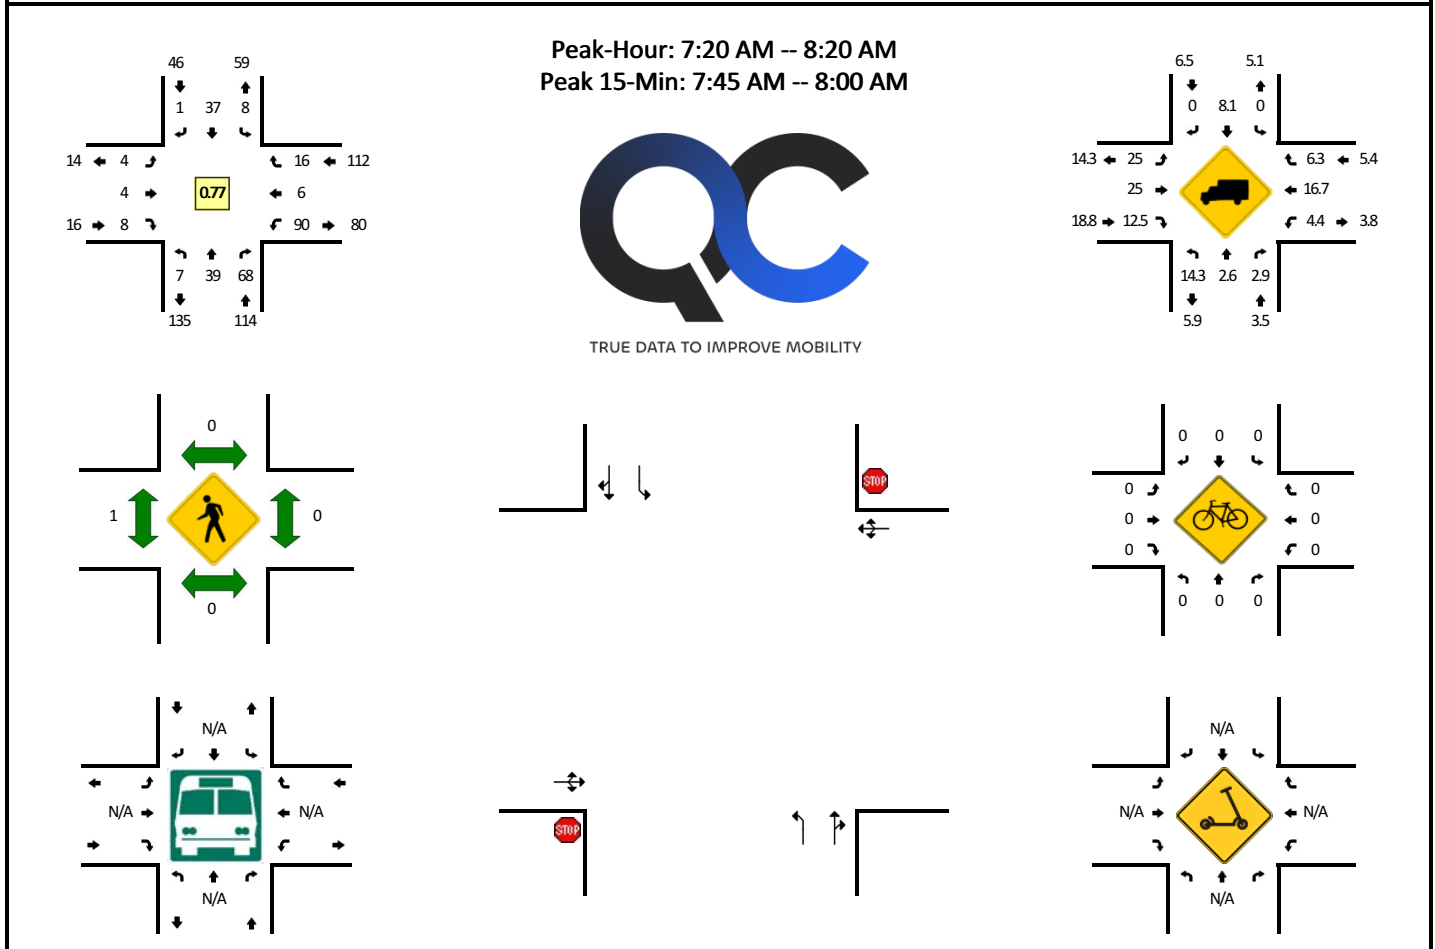 Peak-Hour: 7:20 AM -- 8:20 AM
Peak 15-Min: 7:45 AM -- 8:00 AM
46 59
1 37 8
14 4 16 112
4 0.77 6
16 8 90 80
7 39 68
135 114
TRUE DATA TO IMPROVE MOBILITY
6.5 5.1
0 8.1 0
14.3 25 6.3 5.4
25 16.7
18.8 12.5 4.4 3.8
14.3 2.6 2.9
5.9 3.5
0
1 0
0
STOP
STOP
0 0 0
0 0
0 0
0 0
0 0 0
N/A
N/A N/A
N/A
N/A
N/A N/A
N/A